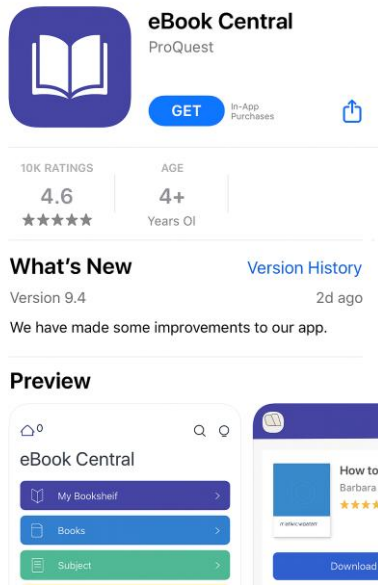 eBook Central
ProQuest
GET
In-App
Purchases
10K RATINGS
AGE
4.6
4+
★★★★★
Years Ol
What's New
Version History
Version 9.4
2d ago
We have made some improvements to our app.
Preview
0
eBook Central
My Bookshelf
Books
Subject
How to
Barbara
Download